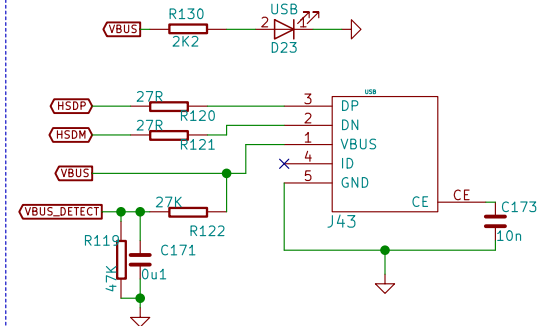 R130
USB
VBUS
2K2
2
1
D23
USB
HSDP
27R
R120
3
DP
HSDM
27R
R121
2
DN
1
VBUS
VBUS
4
ID
5
GND
VBUS_DETECT
27K
R122
CE
CE
C173
10n
J43
R119
47K
C171
0u1